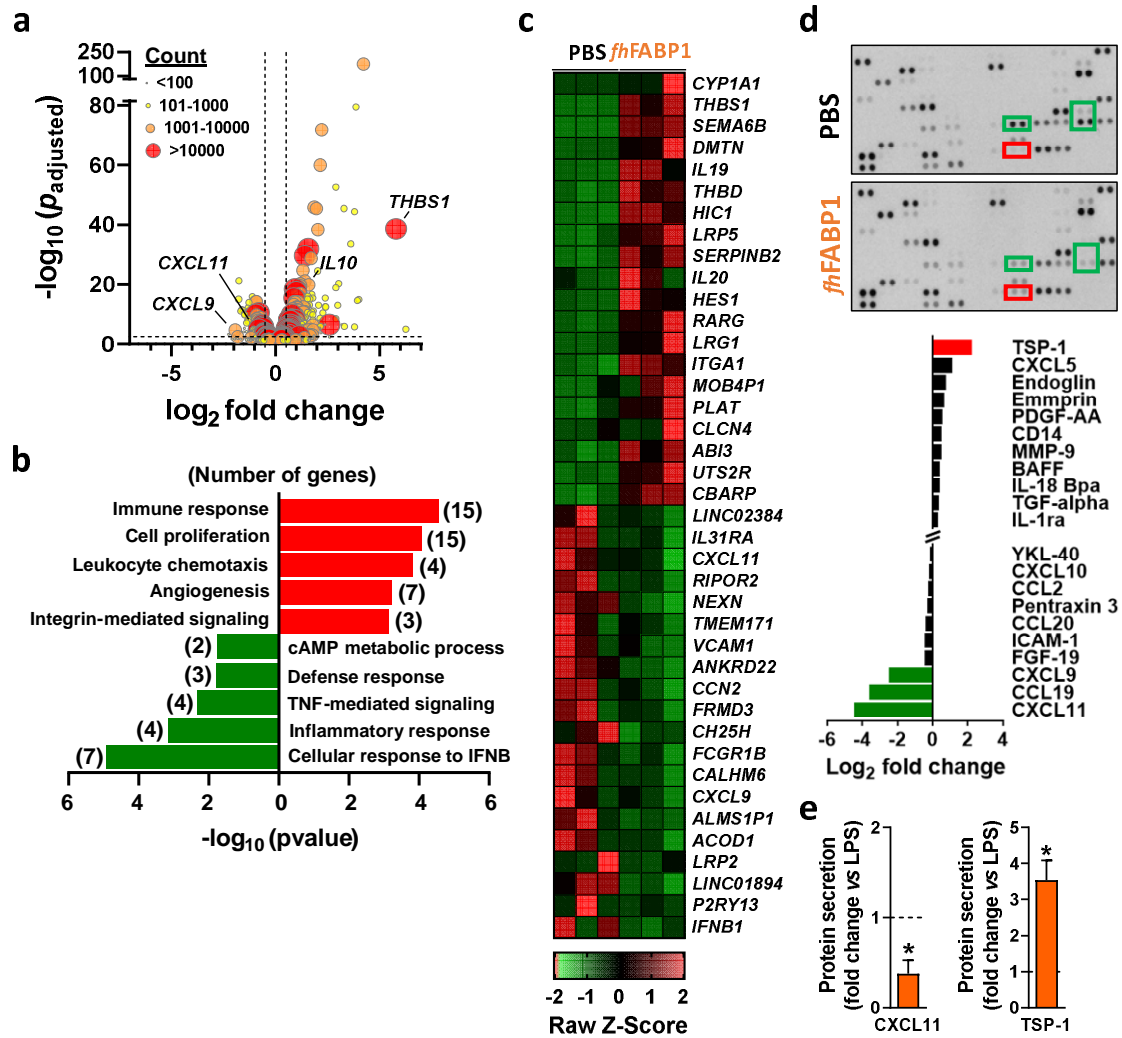 a
Count
<100
101-1000
1001-10000
>10000
250
100
80
60
40
20
0
-log10 (padjusted)
THBS1
IL10
CXCL11
CXCL9
-5 0 5
log2 fold change
b
(Number of genes)
Immune response (15)
Cell proliferation (15)
Leukocyte chemotaxis (4)
Angiogenesis (7)
Integrin-mediated signaling (3)
(2) cAMP metabolic process
(3) Defense response
(4) TNF-mediated signaling
(4) Inflammatory response
(7) Cellular response to IFNB
6 4 2 0 2 4 6
-log10 (pvalue)
c
PBS fhFABP1
CYP1A1
THBS1
SEMA6B
DMTN
IL19
THBD
HIC1
LRP5
SERPINB2
IL20
HES1
RARG
LRG1
ITGA1
MOB4P1
PLAT
CLCN4
ABI3
UTS2R
CBARP
LINC02384
IL31RA
CXCL11
RIPOR2
NEXN
TMEM171
VCAM1
ANKRD22
CCN2
FRMD3
CH25H
FCGR1B
CALHM6
CXCL9
ALMS1P1
ACOD1
LRP2
LINC01894
P2RY13
IFNB1
-2 -1 0 1 2
Raw Z-Score
d
PBS
fhFABP1
TSP-1
CXCL5
Endoglin
Emmprin
PDGF-AA
CD14
MMP-9
BAFF
IL-18 Bpa
TGF-alpha
IL-1ra
YKL-40
CXCL10
CCL2
Pentraxin 3
CCL20
ICAM-1
FGF-19
CXCL9
CCL19
CXCL11
-6 -4 -2 0 2 4
Log2 fold change
e
Protein secretion
(fold change vs LPS)
2
1
0
*
CXCL11
Protein secretion
(fold change vs LPS)
5
4
3
2
1
0
*
TSP-1